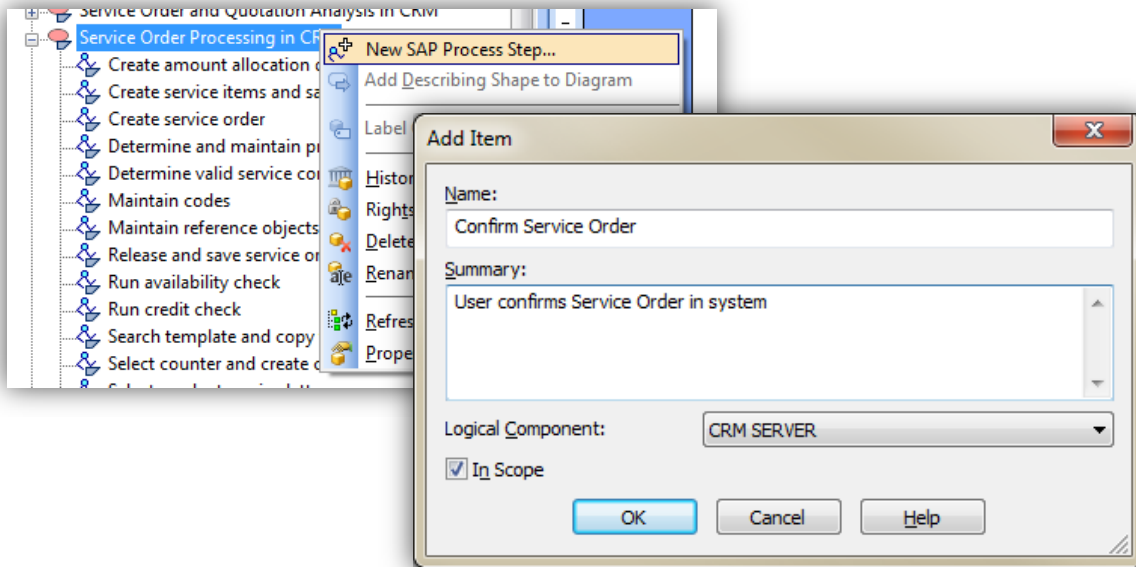 Service Order and Quotation Analysis in CRM
Service Order Processing in CR
New SAP Process Step...
Create amount allocation
Add Describing Shape to Diagram
Create service items and sa
Create service order
Label
Determine and maintain pr
Determine valid service co
Histor
Maintain codes
Rights
Maintain reference objects
Delete
Release and save service or
Renam
Run availability check
Run credit check
Refres
Search template and copy
Prope
Select counter and create
Add Item
Name:
Confirm Service Order
Summary:
User confirms Service Order in system
Logical Component:
CRM SERVER
In Scope
OK
Cancel
Help